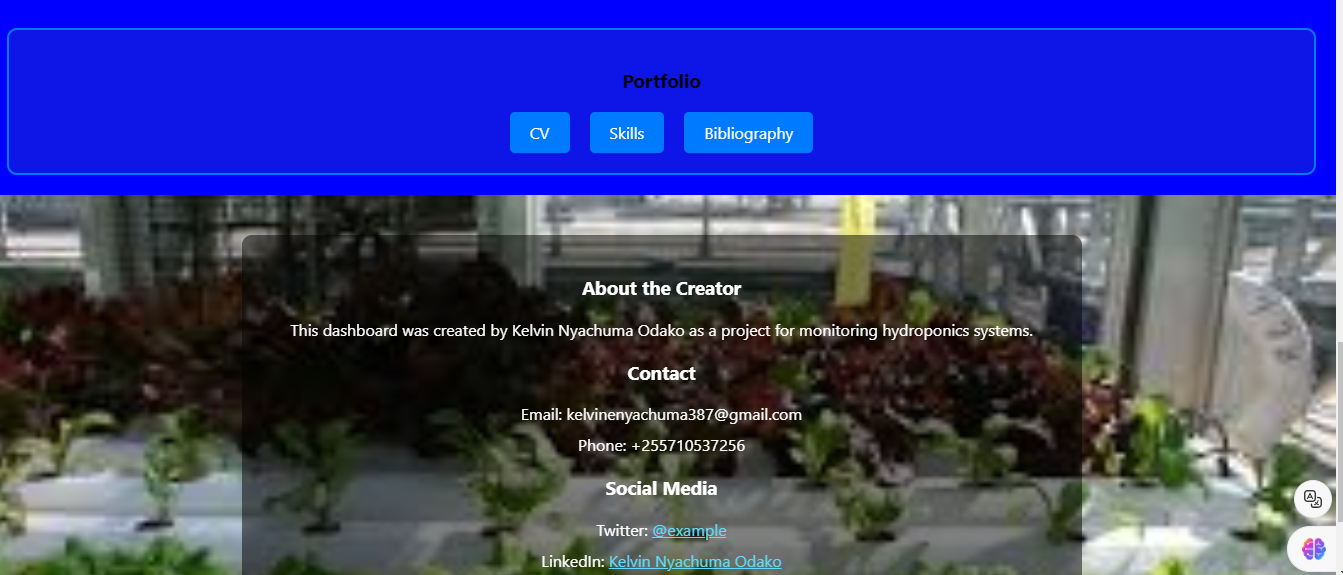 Portfolio
CV Skills Bibliography
About the Creator
This dashboard was created by Kelvin Nyachuma Odako as a project for monitoring hydroponics systems.
Contact
Email: kelvinenyachuma387@gmail.com
Phone: +255710537256
Social Media
Twitter: @example
LinkedIn: Kelvin Nyachuma Odako